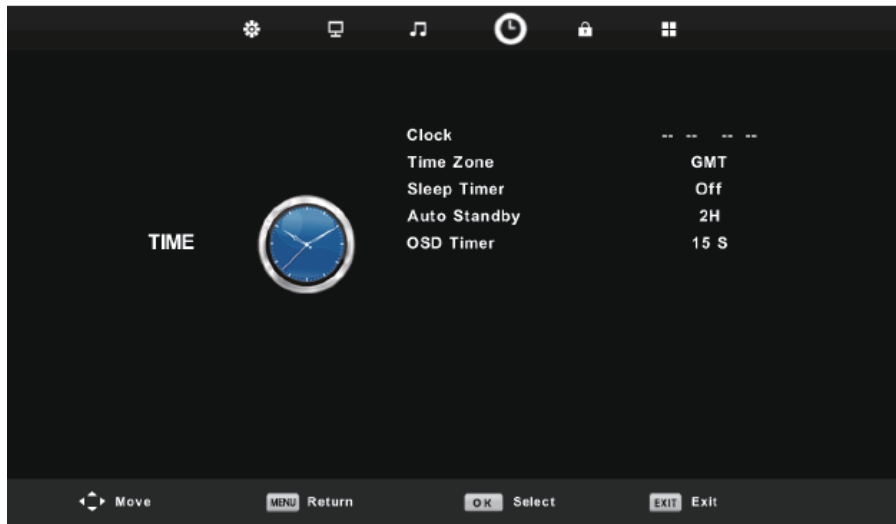 Clock -- -- -- --
Time Zone GMT
Sleep Timer Off
Auto Standby 2H
TIME
OSD Timer 15 S
Move MENU Return OK Select EXIT Exit